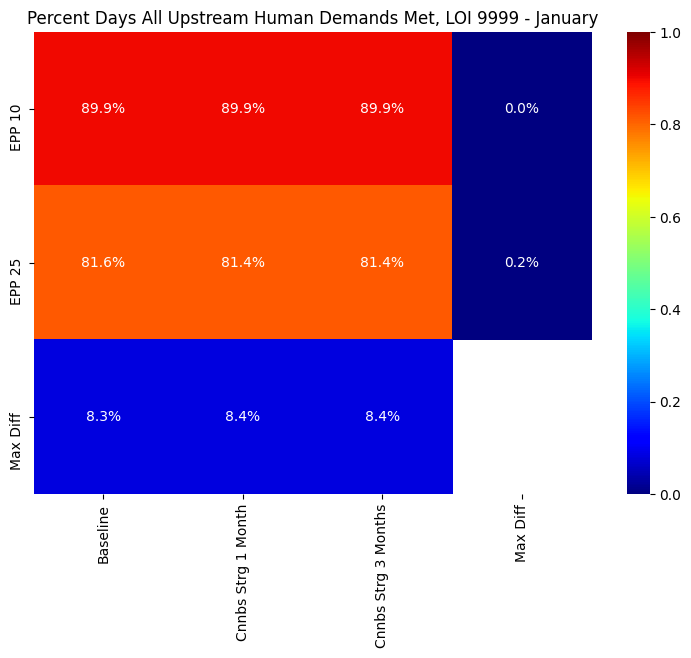 Percent Days All Upstream Human Demands Met, LOI 9999 - January
EPP 10
89.9%
89.9%
89.9%
0.0%
EPP 25
81.6%
81.4%
81.4%
0.2%
Max Diff
8.3%
8.4%
8.4%
Baseline
Cnnbs Strg 1 Month
Cnnbs Strg 3 Months
Max Diff
1.0
0.8
0.6
0.4
0.2
0.0